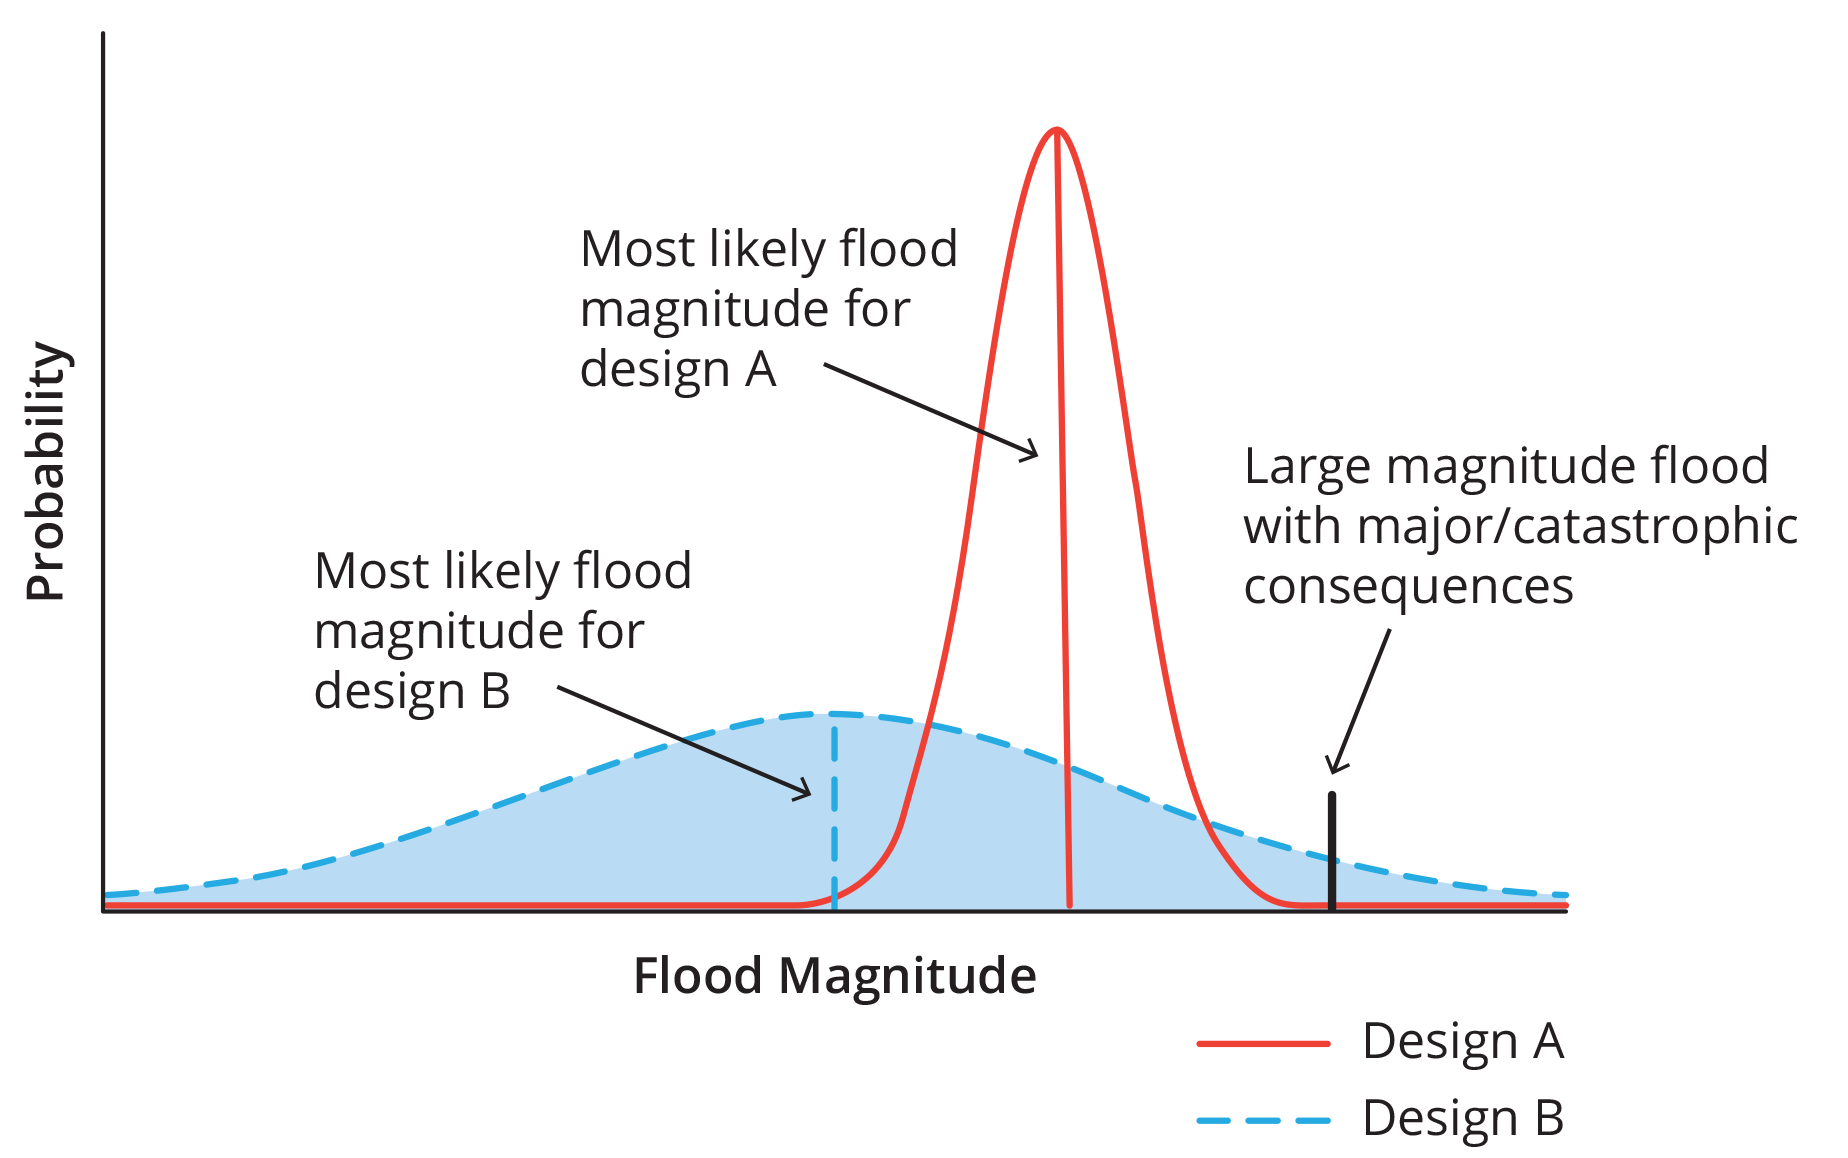 Probability
Most likely flood
magnitude for
design A
Most likely flood
magnitude for
design B
Large magnitude flood
with major/catastrophic
consequences
Flood Magnitude
Design A
Design B